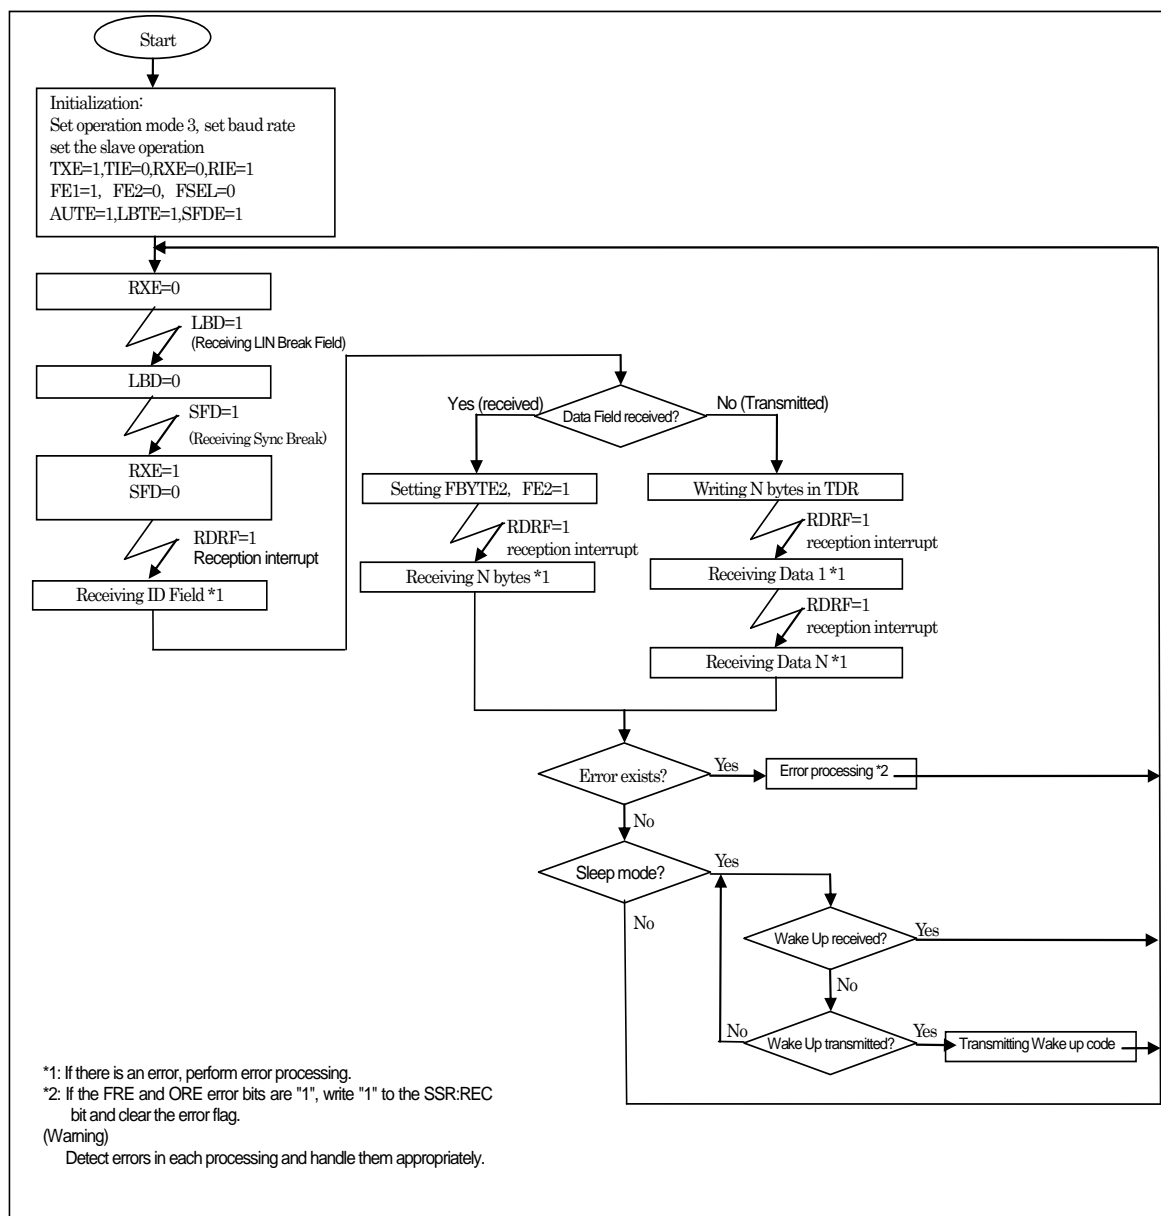 Start
Initialization:
Set operation mode 3, set baud rate
set the slave operation
TXE=1,TIE=0,RXE=0,RIE=1
FE1=1, FE2=0, FSEL=0
AUTE=1,LBTE=1,SFDE=1
RXE=0
LBD=1
(Receiving LIN Break Field)
LBD=0
SFD=1
(Receiving Sync Break)
RXE=1
SFD=0
RDRF=1
Reception interrupt
Receiving ID Field *1
Data Field received?
Yes (received)
No (Transmitted)
Setting FBYTE2, FE2=1
RDRF=1
reception interrupt
Receiving N bytes *1
Writing N bytes in TDR
RDRF=1
reception interrupt
Receiving Data 1 *1
RDRF=1
reception interrupt
Receiving Data N *1
Error exists?
Yes
Error processing *2
No
Sleep mode?
Yes
No
Wake Up received?
Yes
No
Wake Up transmitted?
No
Yes
Transmitting Wake up code
*1: If there is an error, perform error processing.
*2: If the FRE and ORE error bits are "1", write "1" to the SSR:REC
bit and clear the error flag.
(Warning)
Detect errors in each processing and handle them appropriately.